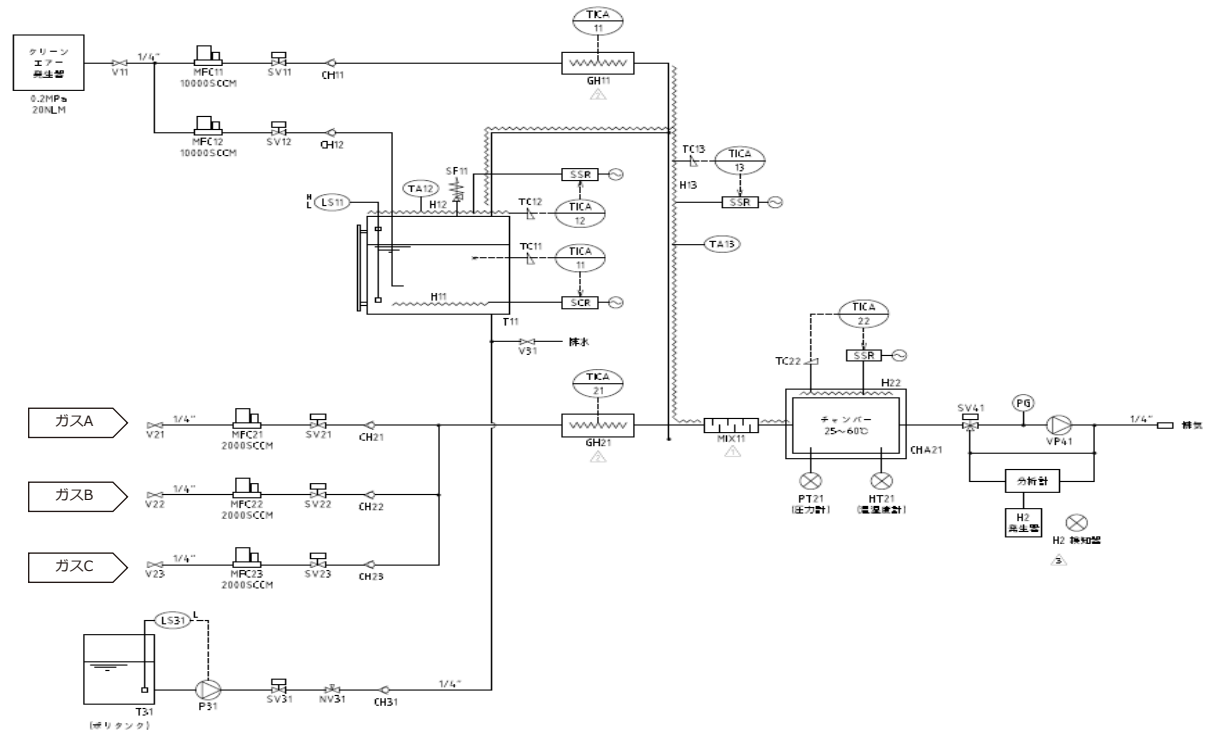 TICA
11
クリーン
エアー
発生器
0.2MPa
20NLM
V11
1/4"
MFC11
10000SCCM
SV11
CH11
GH11
2
MFC12
10000SCCM
SV12
CH12
SF11
TA12
H
L
LS11
H12
TC12
SSR
TICA
12
TC11
TICA
11
H11
SCR
T11
V31
排水
TC13
TICA
13
H13
SSR
TA13
TICA
22
SSR
TC22
H22
チャンバー
25~60℃
CHA21
MIX11
1
PT21
(圧力計)
HT21
(温湿度計)
SV41
PG
VP41
1/4"
排気
分析計
H2
発生器
H2 検知器
3
TICA
21
GH21
2
ガスA
V21
1/4"
MFC21
2000SCCM
SV21
CH21
ガスB
V22
1/4"
MFC22
2000SCCM
SV22
CH22
ガスC
V23
1/4"
MFC23
2000SCCM
SV23
CH23
LS31
L
T31
(ポリタンク)
P31
SV31
NV31
CH31
1/4"